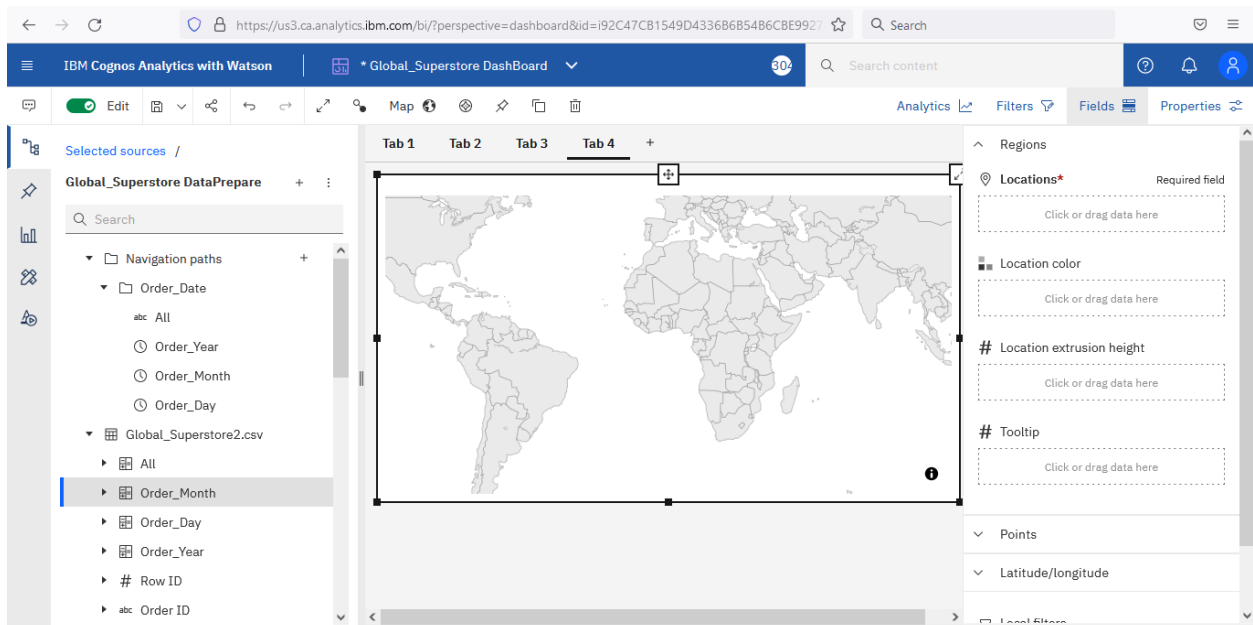 https://us3.ca.analytics.ibm.com/bi/?perspective=dashboard&id=i92C47CB1549D4336B6B54B6CBE9927
Search
IBM Cognos Analytics with Watson
* Global_Superstore DashBoard
304
Search content
Edit
Map
Analytics
Filters
Fields
Properties
Selected sources /
Global_Superstore DataPrepare
Search
Navigation paths
Order_Date
abc All
Order_Year
Order_Month
Order_Day
Global_Superstore2.csv
All
Order_Month
Order_Day
Order_Year
# Row ID
abc Order ID
Tab 1
Tab 2
Tab 3
Tab 4
+
Regions
Locations*
Required field
Click or drag data here
Location color
Click or drag data here
# Location extrusion height
Click or drag data here
# Tooltip
Click or drag data here
Points
Latitude/longitude
Local filters